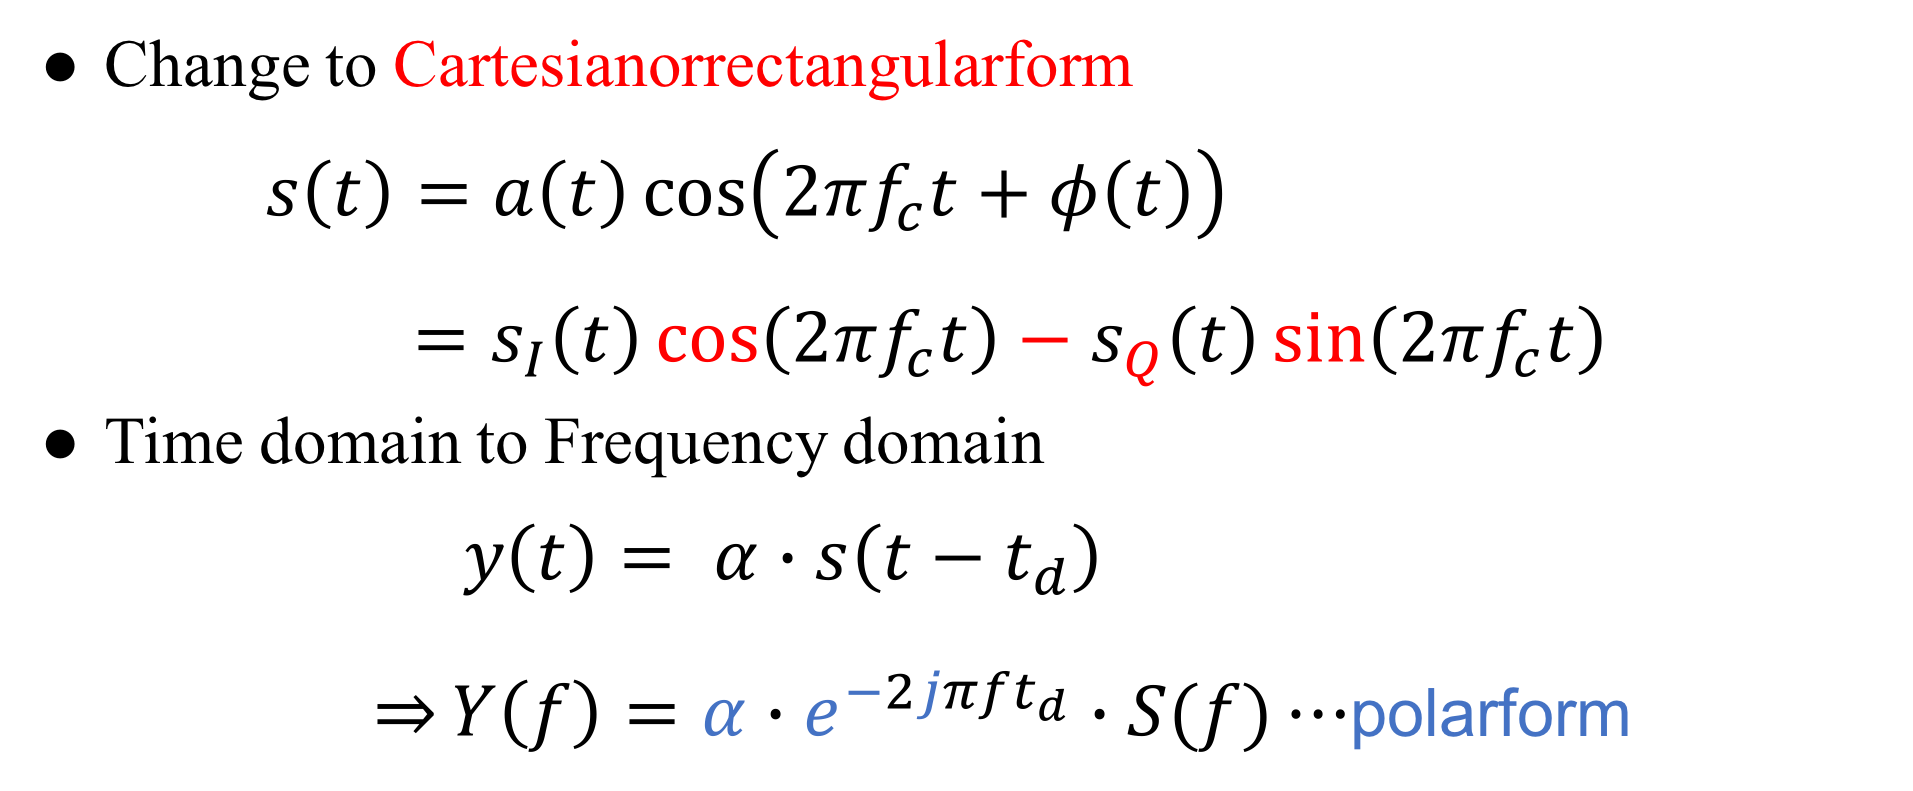 ● Change to Cartesianorrectangularform
s(t) = a(t) cos(2πf_c t + ϕ(t))
= s_I(t) cos(2πf_c t) − s_Q(t) sin(2πf_c t)
● Time domain to Frequency domain
y(t) = α · s(t − t_d)
⇒ Y(f) = α · e^{−2jπft_d} · S(f) ⋯polarform